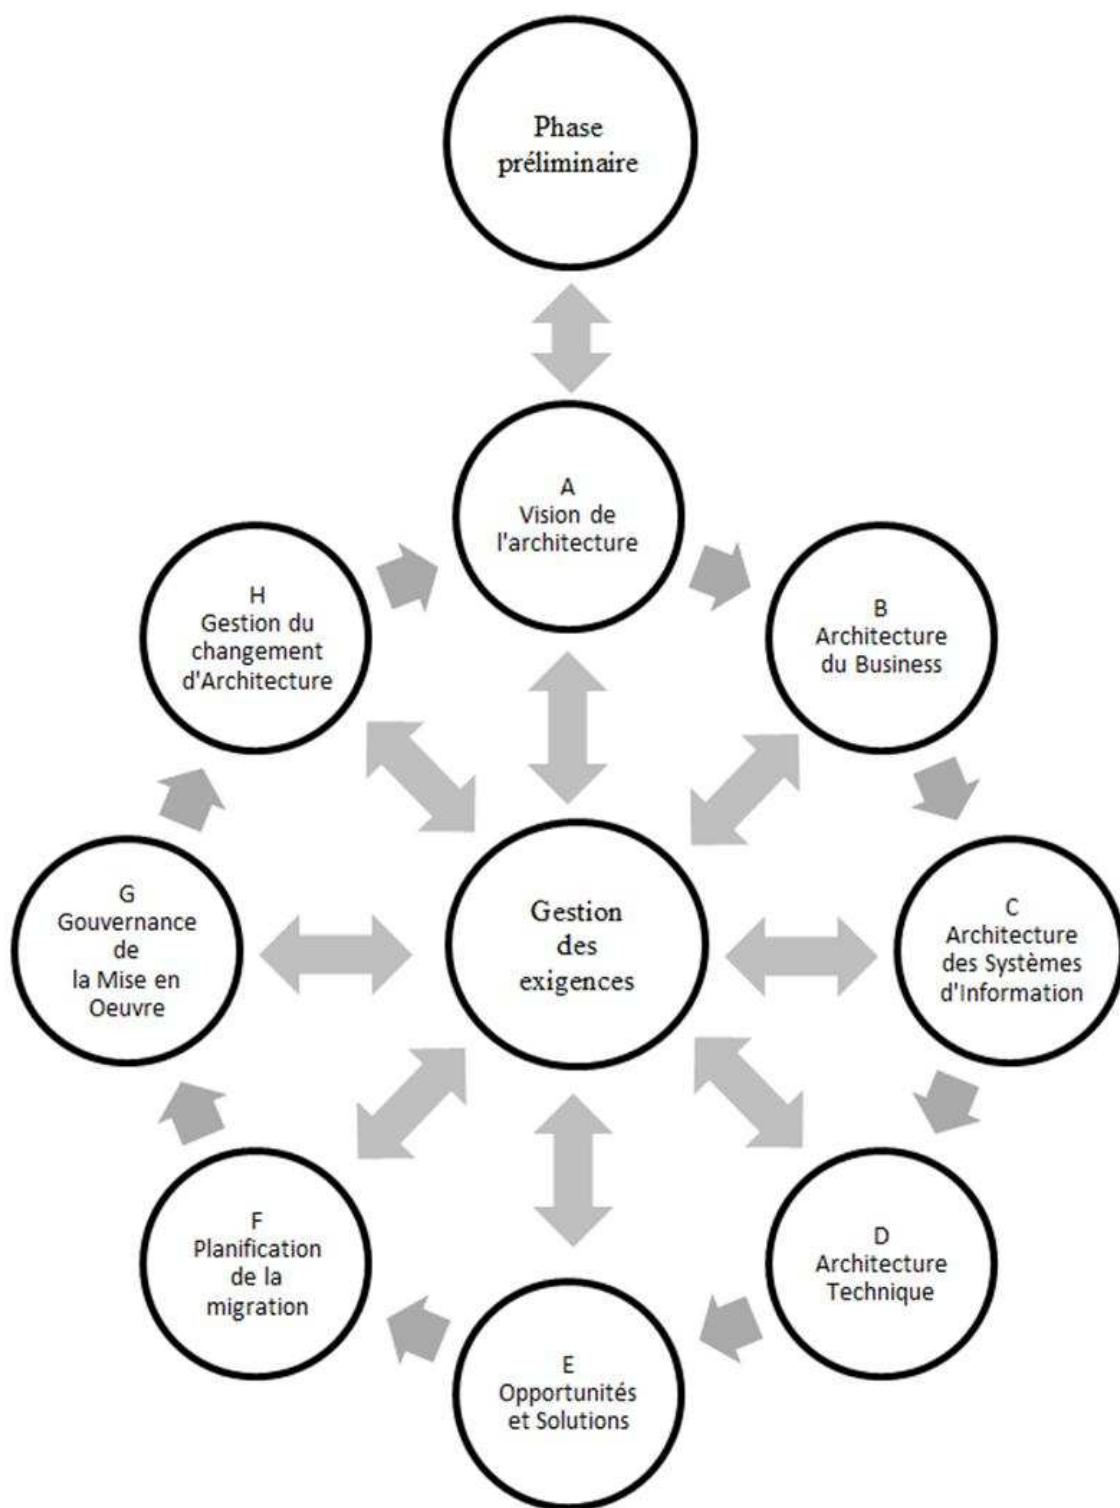 Phase
préliminaire
A
Vision de
l'architecture
B
Architecture
du Business
C
Architecture
des Systèmes
d'Information
D
Architecture
Technique
E
Opportunités
et Solutions
F
Planification
de la
migration
G
Gouvernance
de
la Mise en
Oeuvre
H
Gestion du
changement
d'Architecture
Gestion
des
exigences